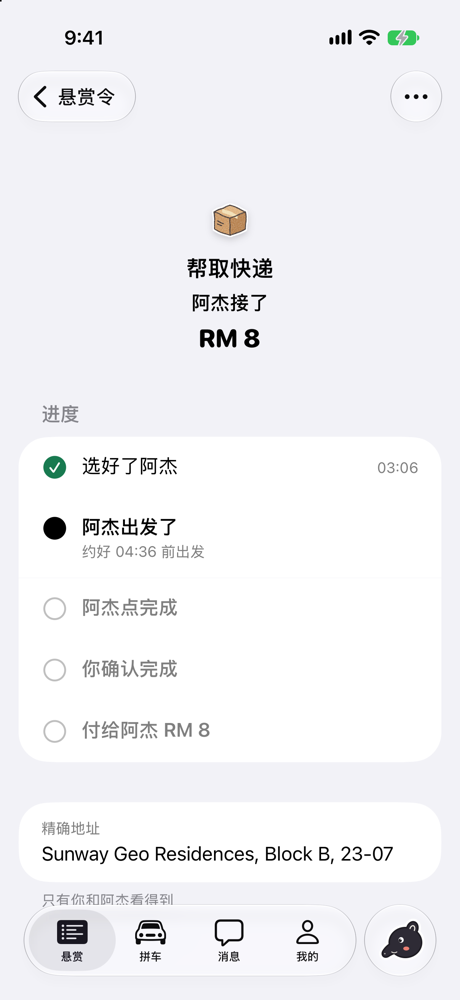 9:41
悬赏令
帮取快递
阿杰接了
RM 8
进度
选好了阿杰 03:06
阿杰出发了
约好 04:36 前出发
阿杰点完成
你确认完成
付给阿杰 RM 8
精确地址
Sunway Geo Residences, Block B, 23-07
只有你和阿杰看得到
悬赏 拼车 消息 我的